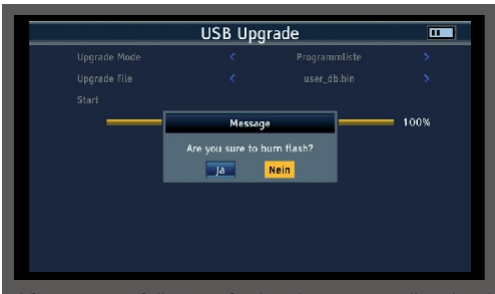 USB Upgrade
Upgrade Mode < Programmliste >
Upgrade File < user_db.bin >
Start
100%
Message
Are you sure to burn flash?
Ja Nein